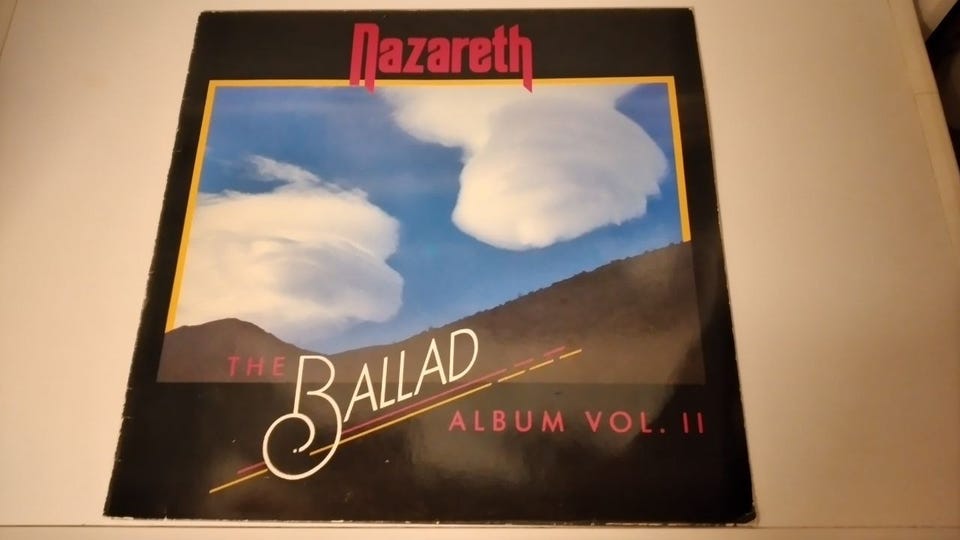 Nazareth
THE BALLAD
ALBUM VOL. II